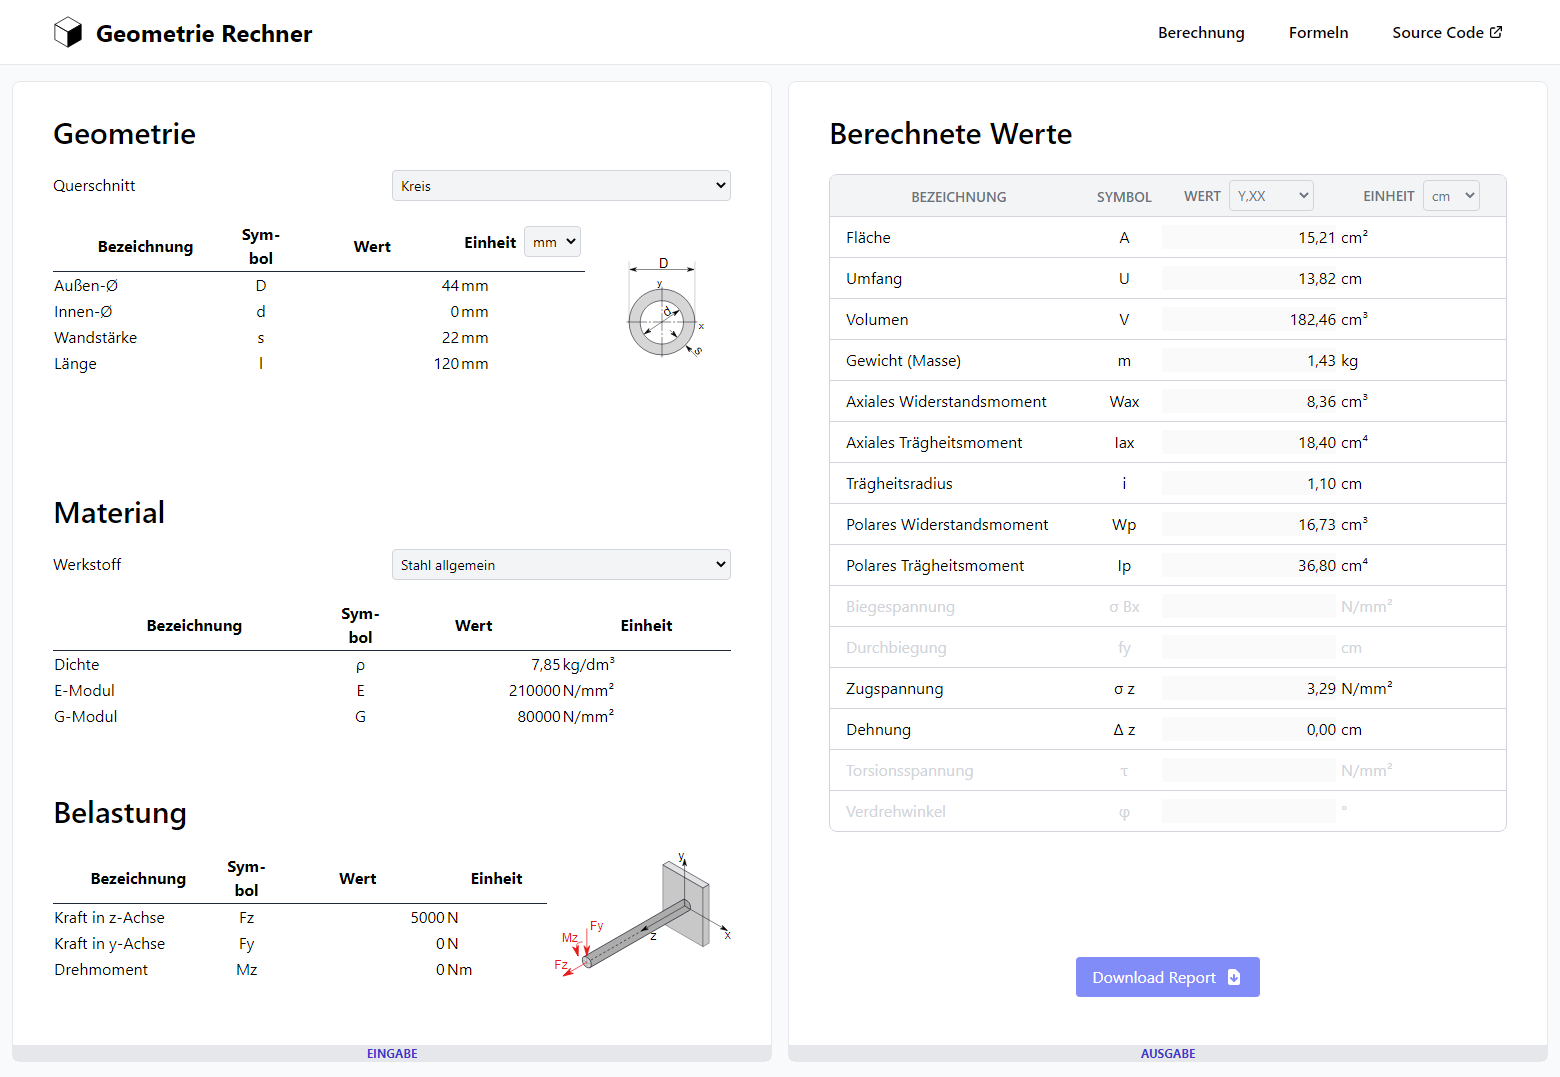 Geometrie Rechner
Berechnung Formeln Source Code
Geometrie
Querschnitt Kreis
Bezeichnung Sym-bol Wert Einheit mm
Außen-Ø D 44 mm
Innen-Ø d 0 mm
Wandstärke s 22 mm
Länge l 120 mm
D
y
d
x
s
Material
Werkstoff Stahl allgemein
Bezeichnung Sym-bol Wert Einheit
Dichte ρ 7,85 kg/dm³
E-Modul E 210000 N/mm²
G-Modul G 80000 N/mm²
Belastung
Bezeichnung Sym-bol Wert Einheit
Kraft in z-Achse Fz 5000 N
Kraft in y-Achse Fy 0 N
Drehmoment Mz 0 Nm
y
Fy
Mz
z
x
Fz
EINGABE
Berechnete Werte
BEZEICHNUNG SYMBOL WERT Y,XX EINHEIT cm
Fläche A 15,21 cm²
Umfang U 13,82 cm
Volumen V 182,46 cm³
Gewicht (Masse) m 1,43 kg
Axiales Widerstandsmoment Wax 8,36 cm³
Axiales Trägheitsmoment Iax 18,40 cm⁴
Trägheitsradius i 1,10 cm
Polares Widerstandsmoment Wp 16,73 cm³
Polares Trägheitsmoment Ip 36,80 cm⁴
Biegespannung σ Bx N/mm²
Durchbiegung fy cm
Zugspannung σ z 3,29 N/mm²
Dehnung Δ z 0,00 cm
Torsionsspannung τ N/mm²
Verdrehwinkel φ °
Download Report
AUSGABE